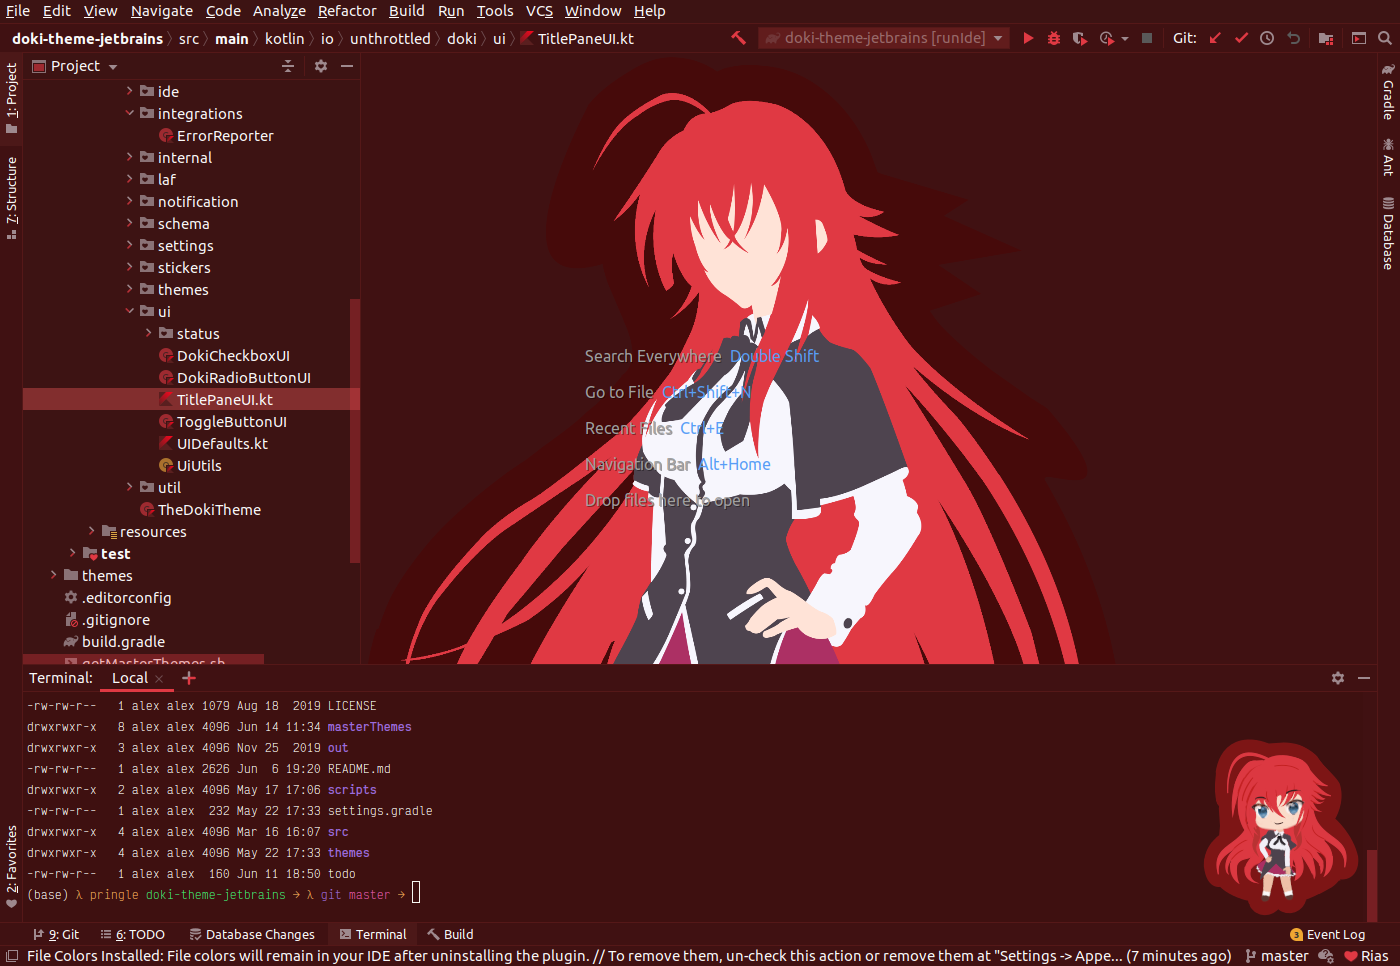 File Edit View Navigate Code Analyze Refactor Build Run Tools VCS Window Help
doki-theme-jetbrains src main kotlin io unthrottled doki ui TitlePaneUI.kt doki-theme-jetbrains [runIde] Git:
1: Project
7: Structure
2: Favorites
Project
ide
integrations
ErrorReporter
internal
laf
notification
schema
settings
stickers
themes
ui
status
DokiCheckboxUI
DokiRadioButtonUI
TitlePaneUI.kt
ToggleButtonUI
UIDefaults.kt
UiUtils
util
TheDokiTheme
resources
test
themes
.editorconfig
.gitignore
build.gradle
getMasterThemes.sh
Search Everywhere Double Shift
Go to File Ctrl+Shift+N
Recent Files Ctrl+E
Navigation Bar Alt+Home
Drop files here to open
Gradle
Ant
Database
Terminal: Local
-rw-rw-r-- 1 alex alex 1079 Aug 18 2019 LICENSE
drwxrwxr-x 8 alex alex 4096 Jun 14 11:34 masterThemes
drwxrwxr-x 3 alex alex 4096 Nov 25 2019 out
-rw-rw-r-- 1 alex alex 2626 Jun 6 19:20 README.md
drwxrwxr-x 2 alex alex 4096 May 17 17:06 scripts
-rw-rw-r-- 1 alex alex 232 May 22 17:33 settings.gradle
drwxrwxr-x 4 alex alex 4096 Mar 16 16:07 src
drwxrwxr-x 4 alex alex 4096 May 22 17:33 themes
-rw-rw-r-- 1 alex alex 160 Jun 11 18:50 todo
(base) λ pringle doki-theme-jetbrains → λ git master →
9: Git 6: TODO Database Changes Terminal Build 3 Event Log
File Colors Installed: File colors will remain in your IDE after uninstalling the plugin. // To remove them, un-check this action or remove them at "Settings -> Appe... (7 minutes ago) master Rias